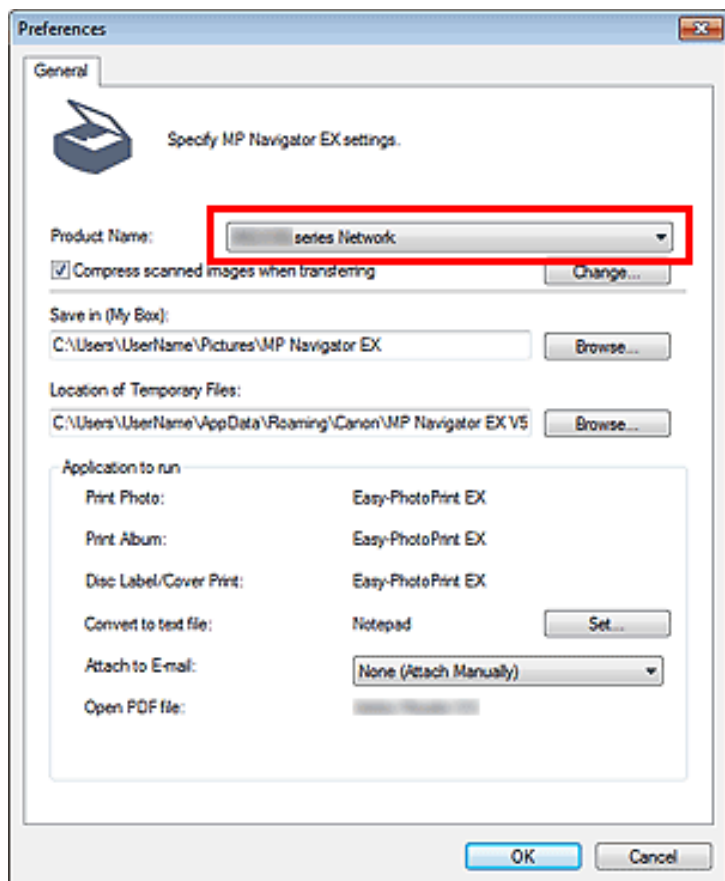 Preferences
General
Specify MP Navigator EX settings.
Product Name: series Network
Compress scanned images when transferring Change...
Save in (My Box):
C:\Users\UserName\Pictures\MP Navigator EX Browse...
Location of Temporary Files:
C:\Users\UserName\AppData\Roaming\Canon\MP Navigator EX V5 Browse...
Application to run
Print Photo: Easy-PhotoPrint EX
Print Album: Easy-PhotoPrint EX
Disc Label/Cover Print: Easy-PhotoPrint EX
Convert to text file: Notepad Set...
Attach to E-mail: None (Attach Manually)
Open PDF file:
OK Cancel